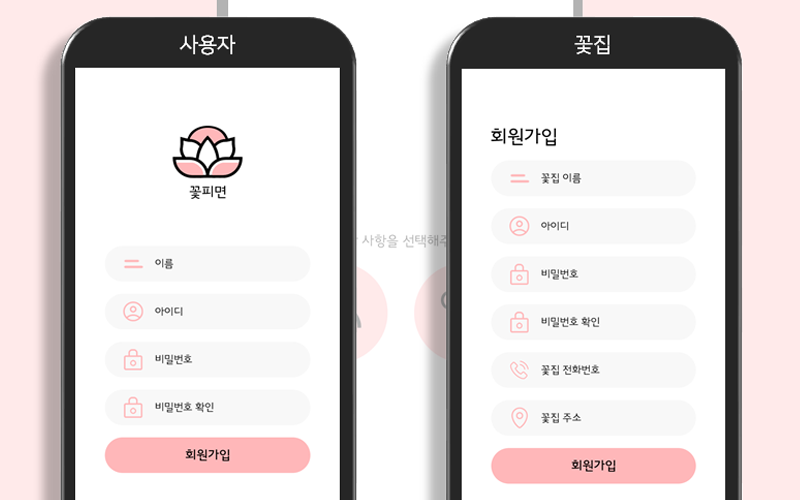 사용자
꽃피면
이름
아이디
비밀번호
비밀번호 확인
회원가입
사항을 선택해주
꽃집
회원가입
꽃집 이름
아이디
비밀번호
비밀번호 확인
꽃집 전화번호
꽃집 주소
회원가입